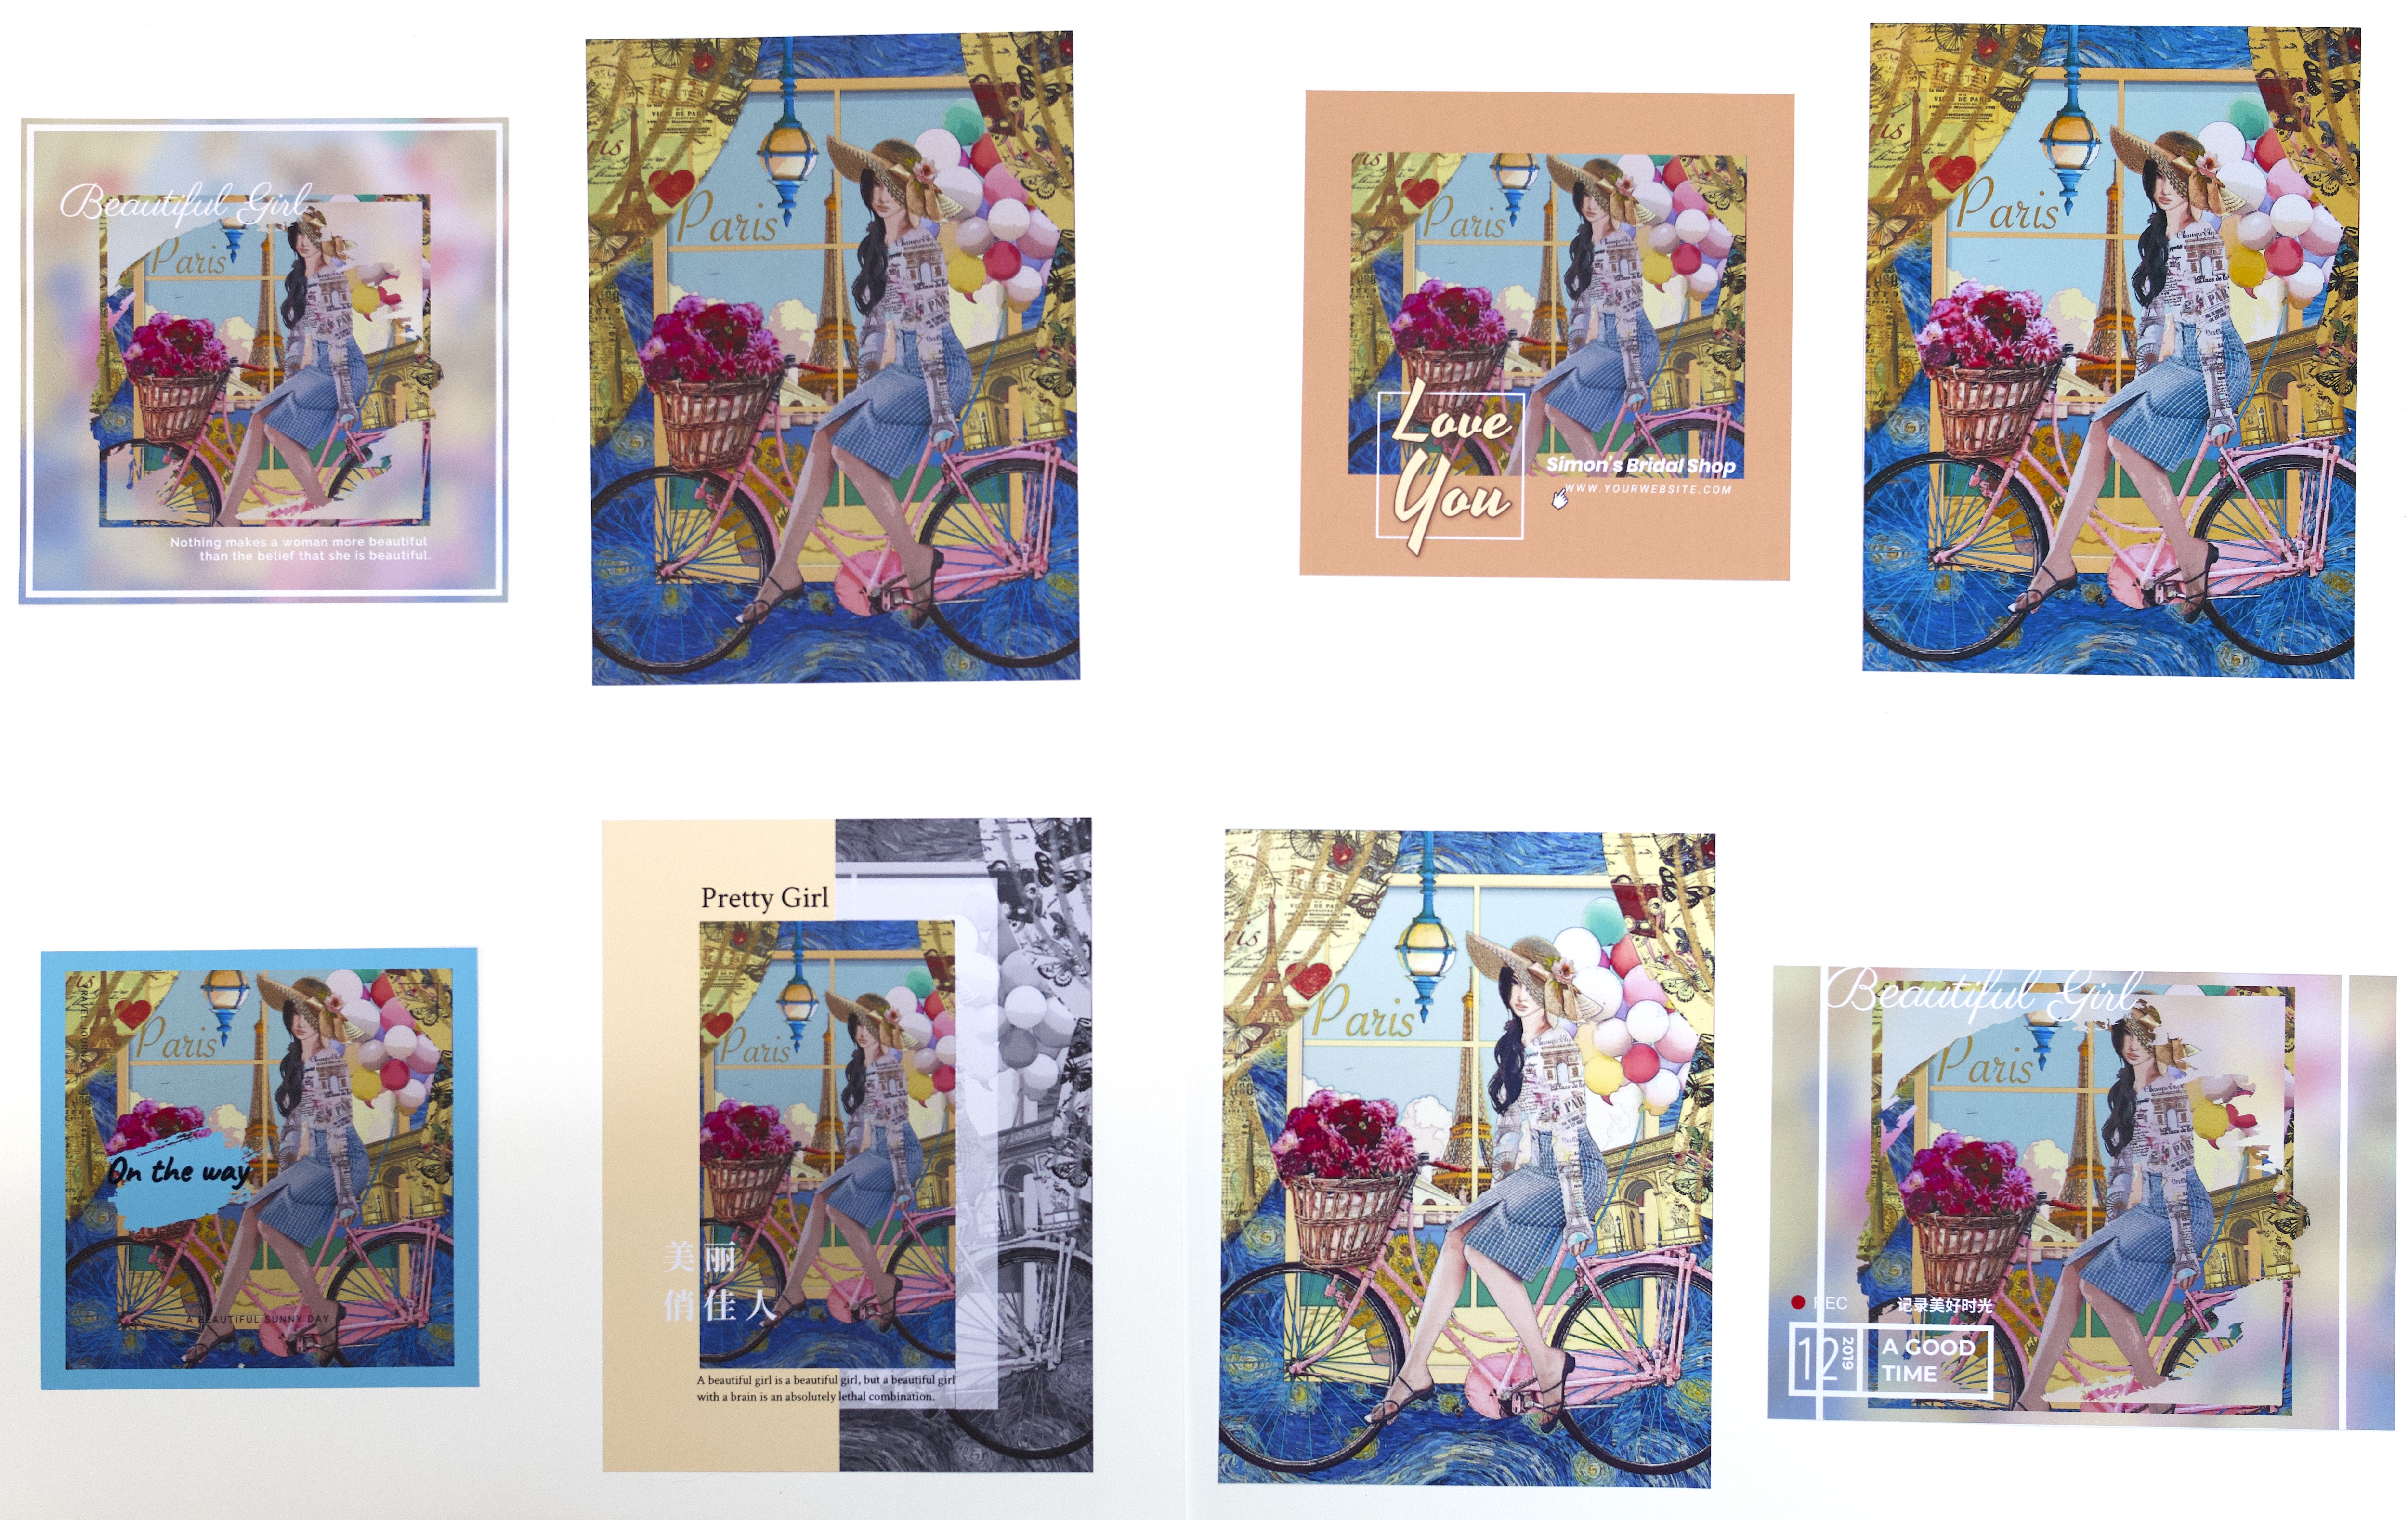 Beautiful Girl
Paris
Nothing makes a woman more beautiful
than the belief that she is beautiful.
Paris
Paris
Love
You
Simon's Bridal Shop
WWW.YOURWEBSITE.COM
Paris
Paris
On the way
A BEAUTIFUL SUNNY DAY
Pretty Girl
Paris
美丽
俏佳人
A beautiful girl is a beautiful girl, but a beautiful girl
with a brain is an absolutely lethal combination.
Paris
Beautiful Girl
Paris
REC
记录美好时光
12
2019
A GOOD
TIME